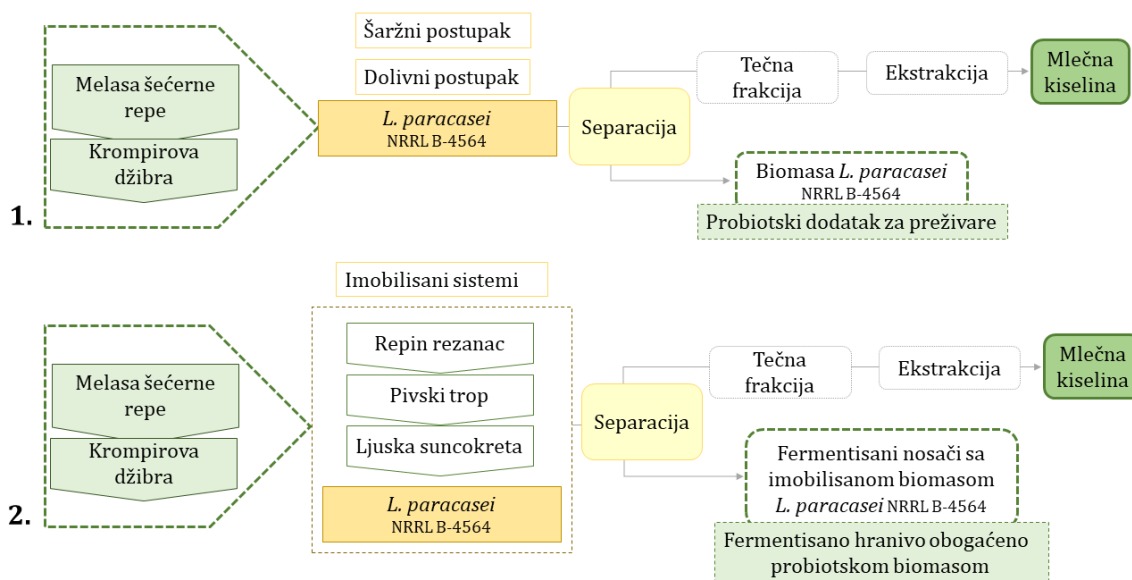 Šaržni postupak
Dolivni postupak
Melasa šećerne
repe
Krompirova
džibra
L. paracasei
NRRL B-4564
Separacija
Tečna
frakcija
Ekstrakcija
Mlečna
kiselina
Biomasa L. paracasei
NRRL B-4564
Probiotski dodatak za preživare
1.
Imobilisani sistemi
Melasa šećerne
repe
Krompirova
džibra
Repin rezanac
Pivski trop
Ljuska suncokreta
L. paracasei
NRRL B-4564
Separacija
Tečna
frakcija
Ekstrakcija
Mlečna
kiselina
Fermentisani nosači sa
imobilisanom biomasom
L. paracasei NRRL B-4564
Fermentisano hranivo obogaćeno
probiotskom biomasom
2.